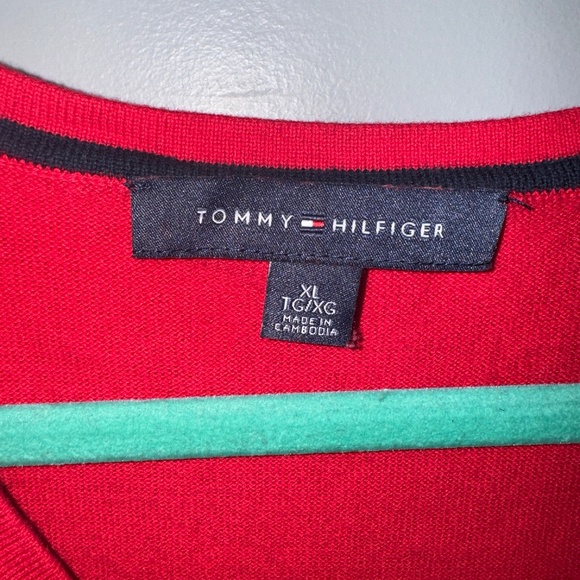 TOMMY HILFIGER
XL
TG/XG
MADE IN
CAMBODIA